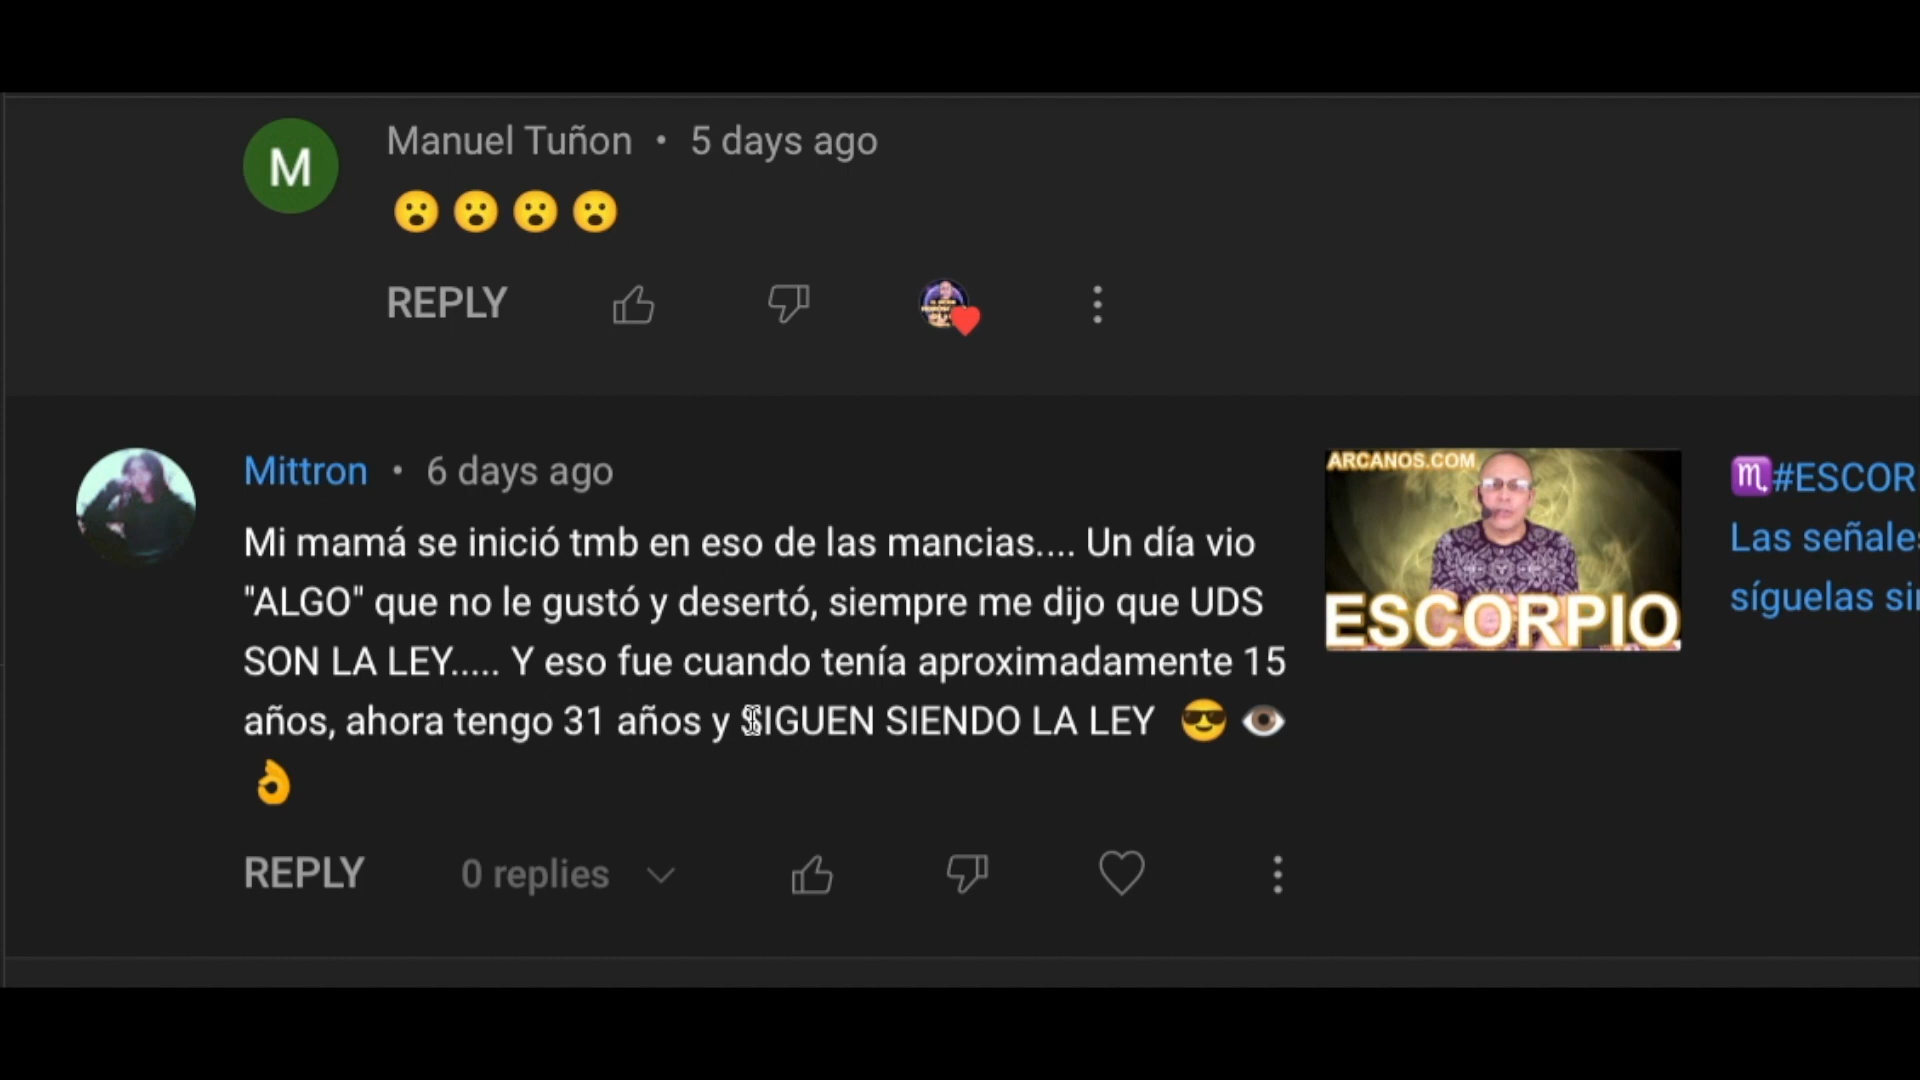 M
Manuel Tuñon • 5 days ago
😮😮😮😮
REPLY
Mittron • 6 days ago
Mi mamá se inició tmb en eso de las mancias.... Un día vio
"ALGO" que no le gustó y desertó, siempre me dijo que UDS
SON LA LEY..... Y eso fue cuando tenía aproximadamente 15
años, ahora tengo 31 años y SIGUEN SIENDO LA LEY 😎👁️
👌
REPLY 0 replies
ARCANOS.COM
ESCORPIO
♏#ESCOR
Las señales
síguelas sin